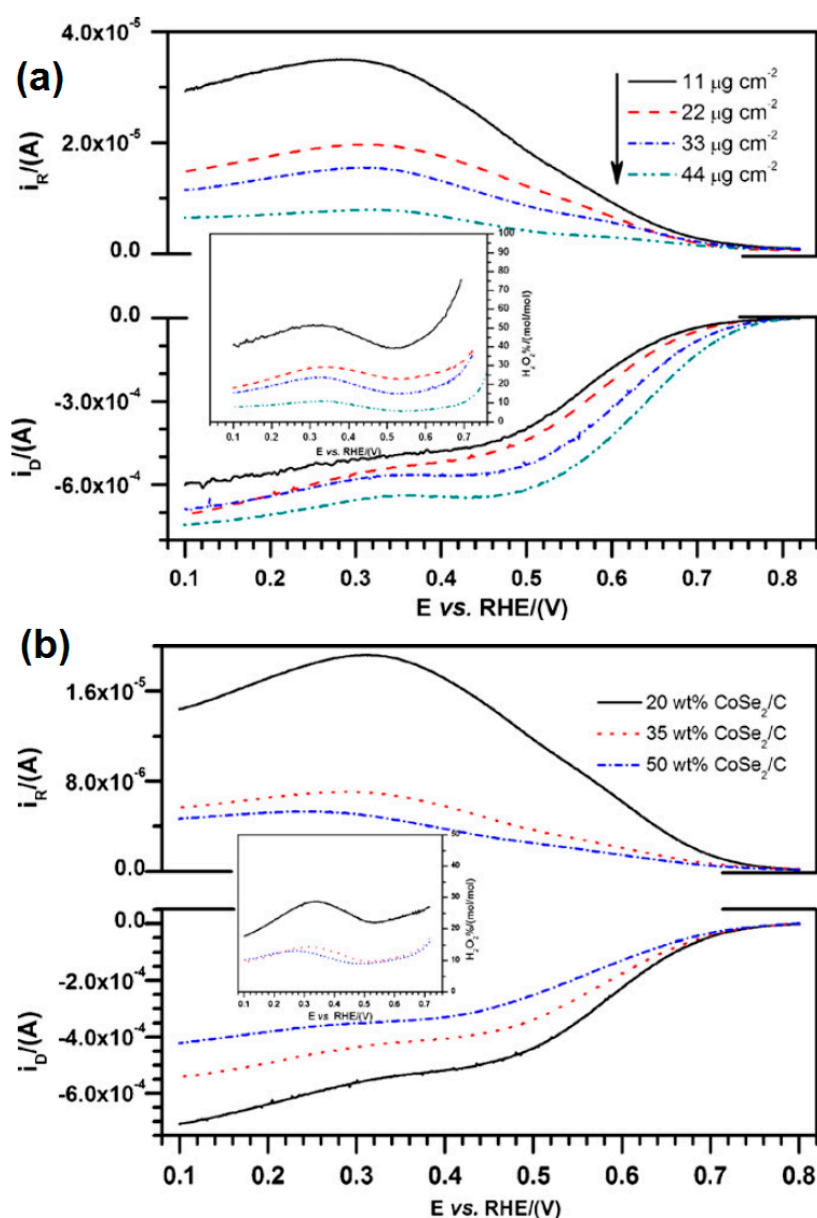 (a)
4.0x10-5
2.0x10-5
0.0
iR/(A)
11 μg cm-2
22 μg cm-2
33 μg cm-2
44 μg cm-2
100
90
80
70
60
50
40
30
20
10
0
H2O2%/(mol/mol)
0.1 0.2 0.3 0.4 0.5 0.6 0.7
E vs. RHE/(V)
0.0
-3.0x10-4
-6.0x10-4
iD/(A)
0.1 0.2 0.3 0.4 0.5 0.6 0.7 0.8
E vs. RHE/(V)
(b)
1.6x10-5
8.0x10-6
0.0
iR/(A)
20 wt% CoSe2/C
35 wt% CoSe2/C
50 wt% CoSe2/C
50
40
30
20
10
0
H2O2%/(mol/mol)
0.1 0.2 0.3 0.4 0.5 0.6 0.7
E vs RHE/(V)
0.0
-2.0x10-4
-4.0x10-4
-6.0x10-4
iD/(A)
0.1 0.2 0.3 0.4 0.5 0.6 0.7 0.8
E vs. RHE/(V)